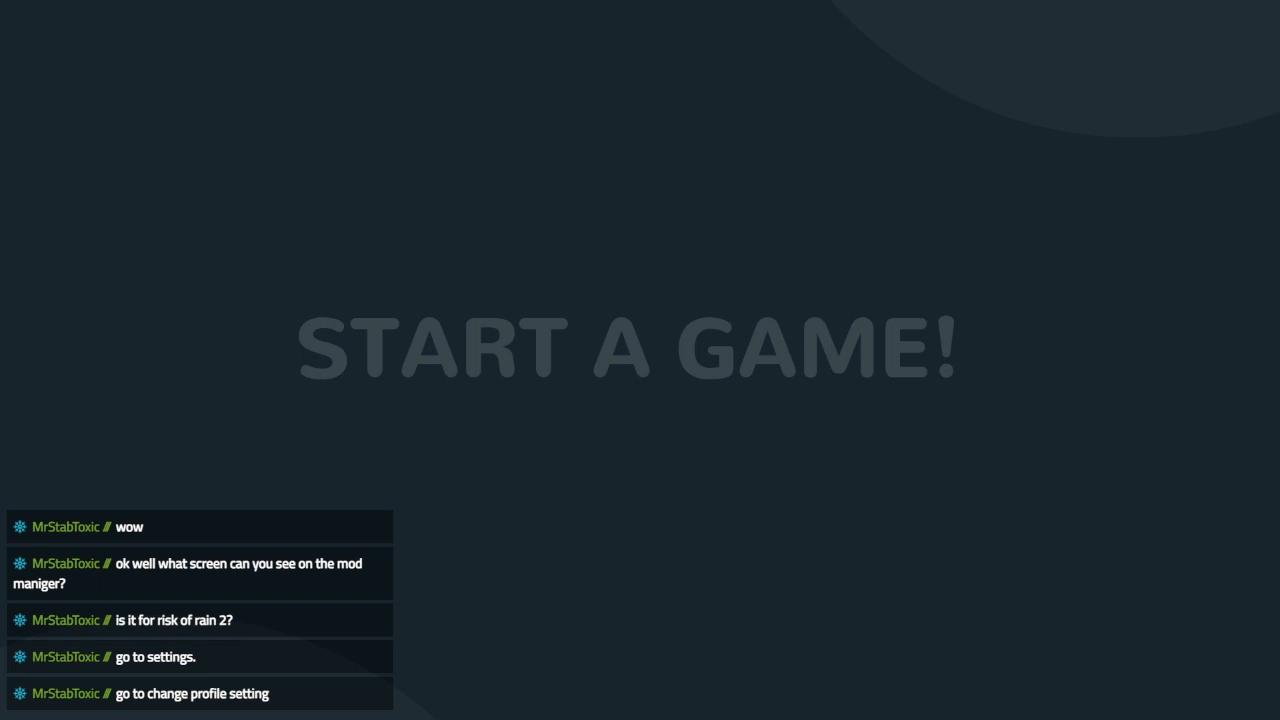 START A GAME!
MrStabToxic // wow
MrStabToxic // ok well what screen can you see on the mod
maniger?
MrStabToxic // is it for risk of rain 2?
MrStabToxic // go to settings.
MrStabToxic // go to change profile setting